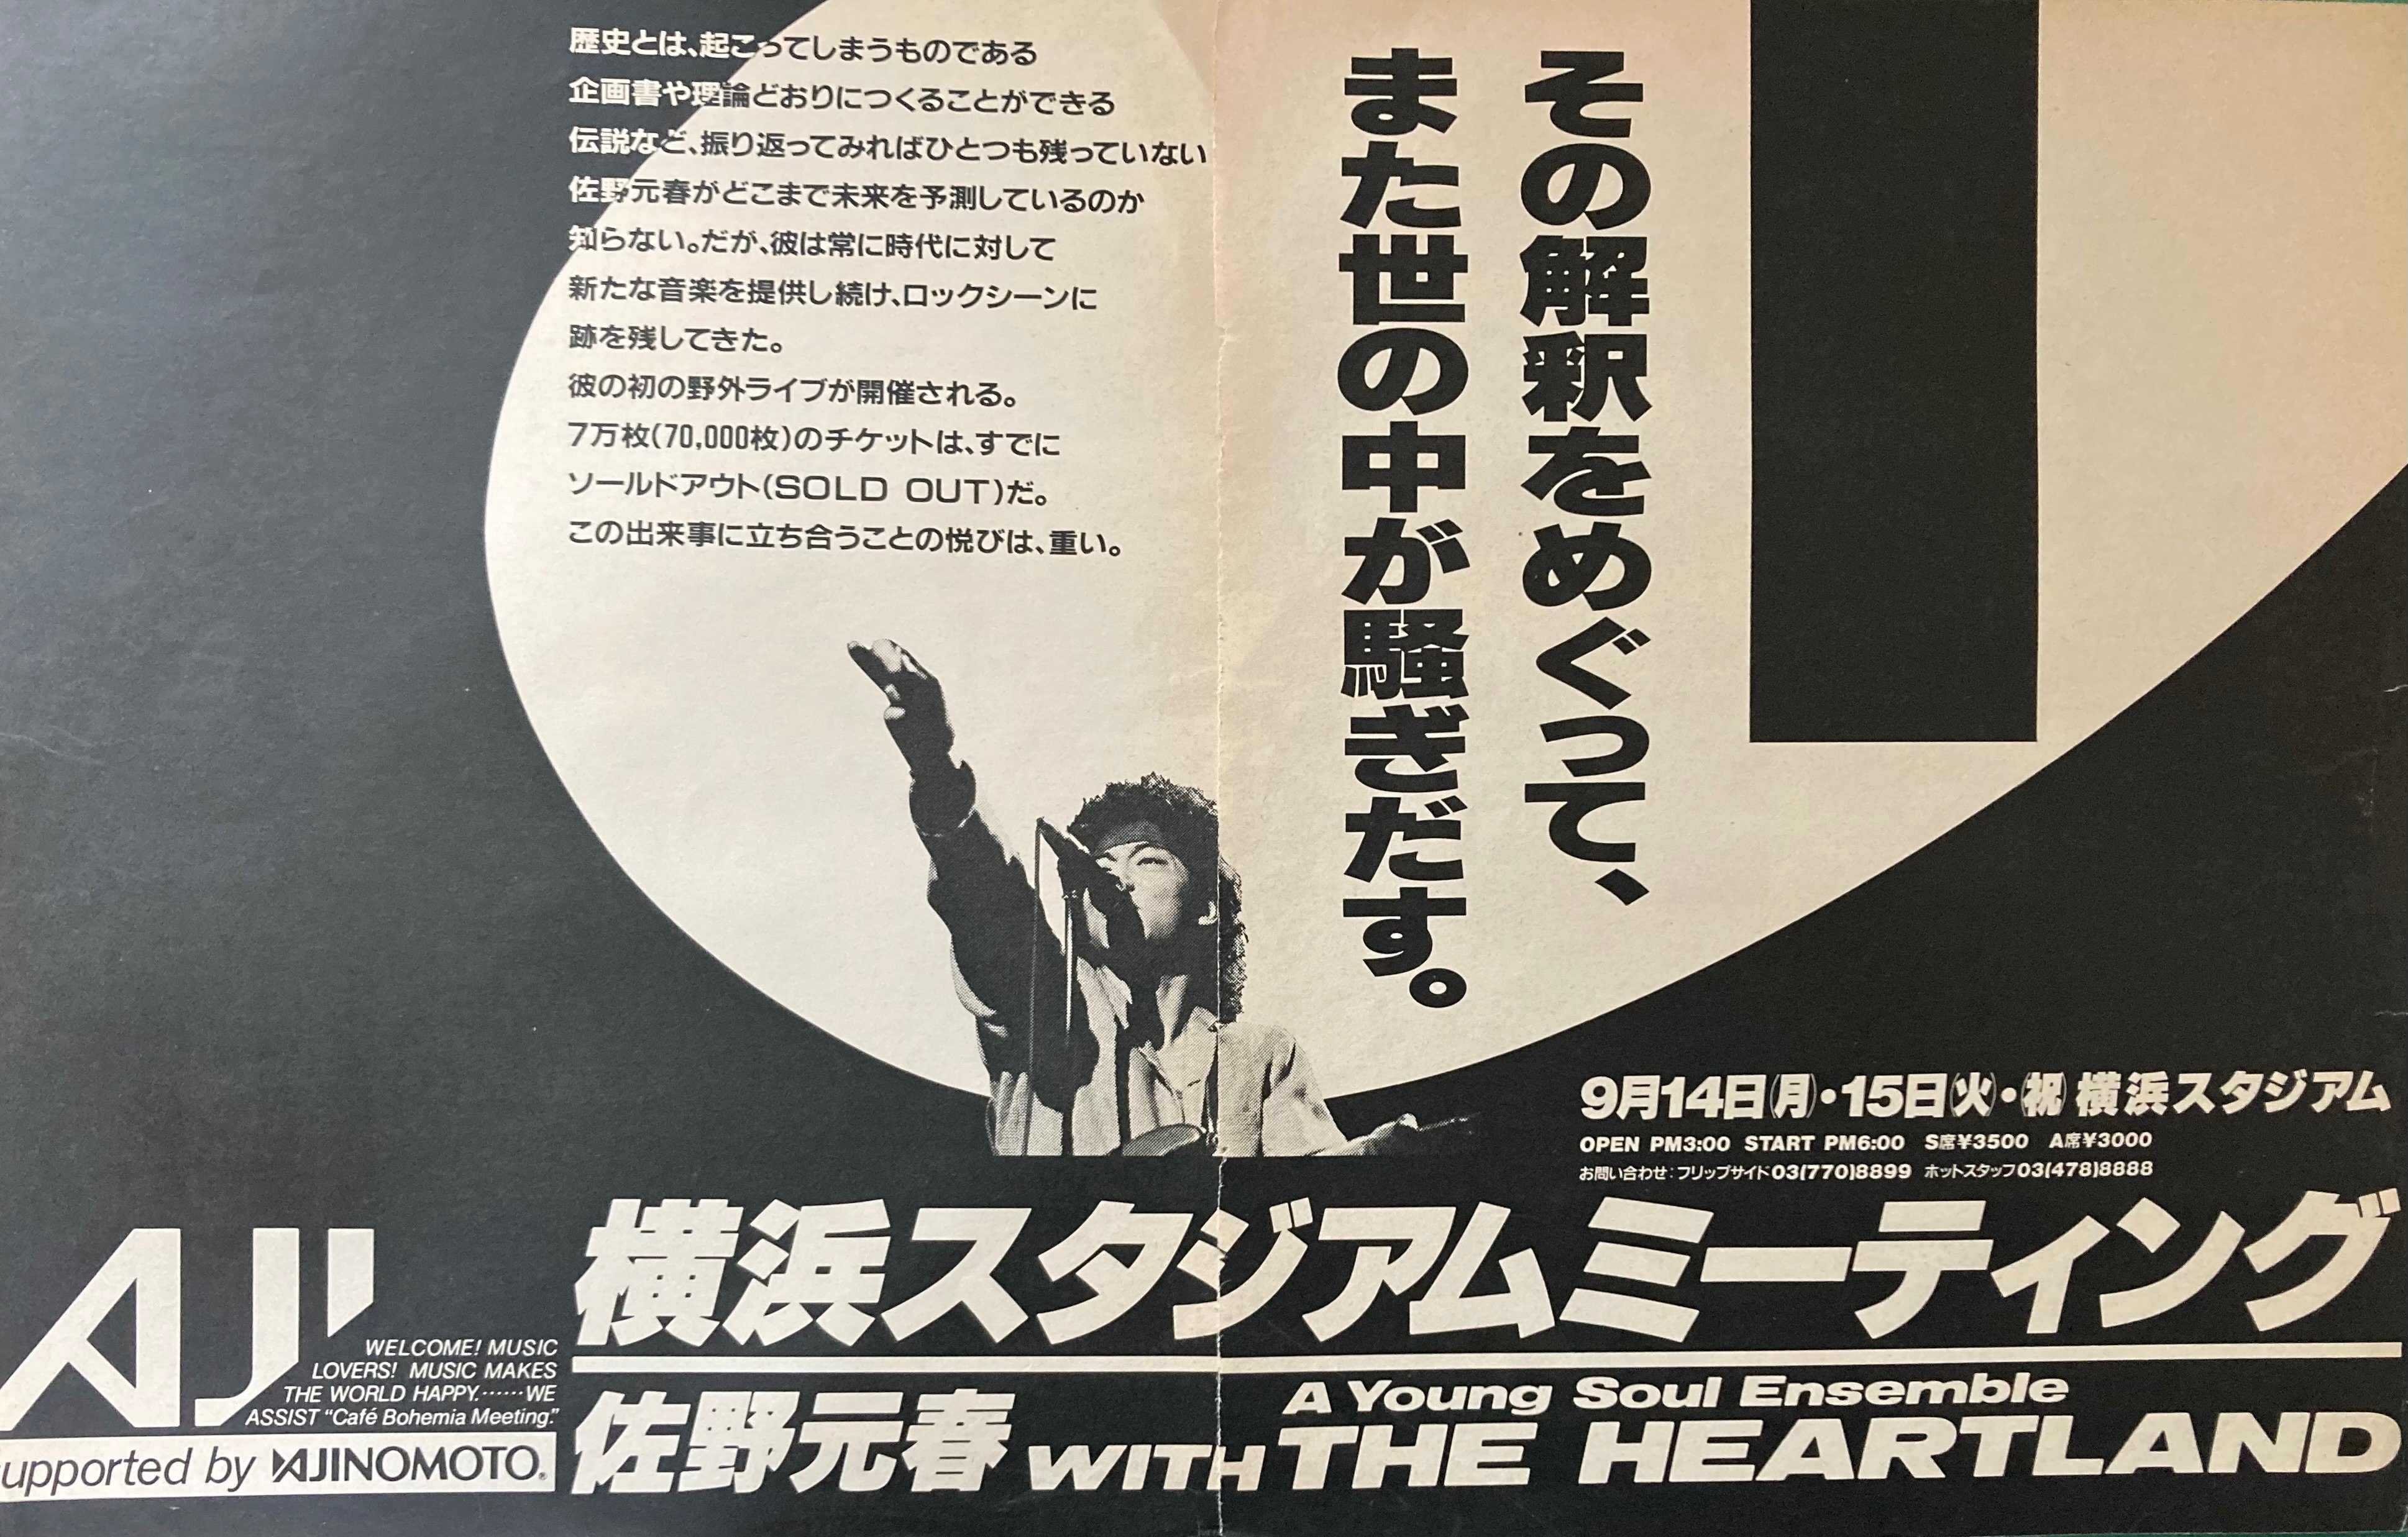 歴史とは、起こってしまうものである
企画書や理論どおりにつくることができる
伝説など、振り返ってみればひとつも残っていない
佐野元春がどこまで未来を予測しているのか
知らない。だが、彼は常に時代に対して
新たな音楽を提供し続け、ロックシーンに
跡を残してきた。
彼の初の野外ライブが開催される。
7万枚(70,000枚)のチケットは、すでに
ソールドアウト(SOLD OUT)だ。
この出来事に立ち合うことの悦びは、重い。
その解釈をめぐって、
また世の中が騒ぎだす。
9月14日(月)・15日(火)・(祝) 横浜スタジアム
OPEN PM3:00 START PM6:00 S席¥3500 A席¥3000
お問い合わせ:フリップサイド03(770)8899 ホットスタッフ03(478)8888
横浜スタジアムミーティング
佐野元春 WITH A Young Soul Ensemble
THE HEARTLAND
AJI
WELCOME! MUSIC
LOVERS! MUSIC MAKES
THE WORLD HAPPY.……WE
ASSIST "Café Bohemia Meeting."
upported by AJINOMOTO®